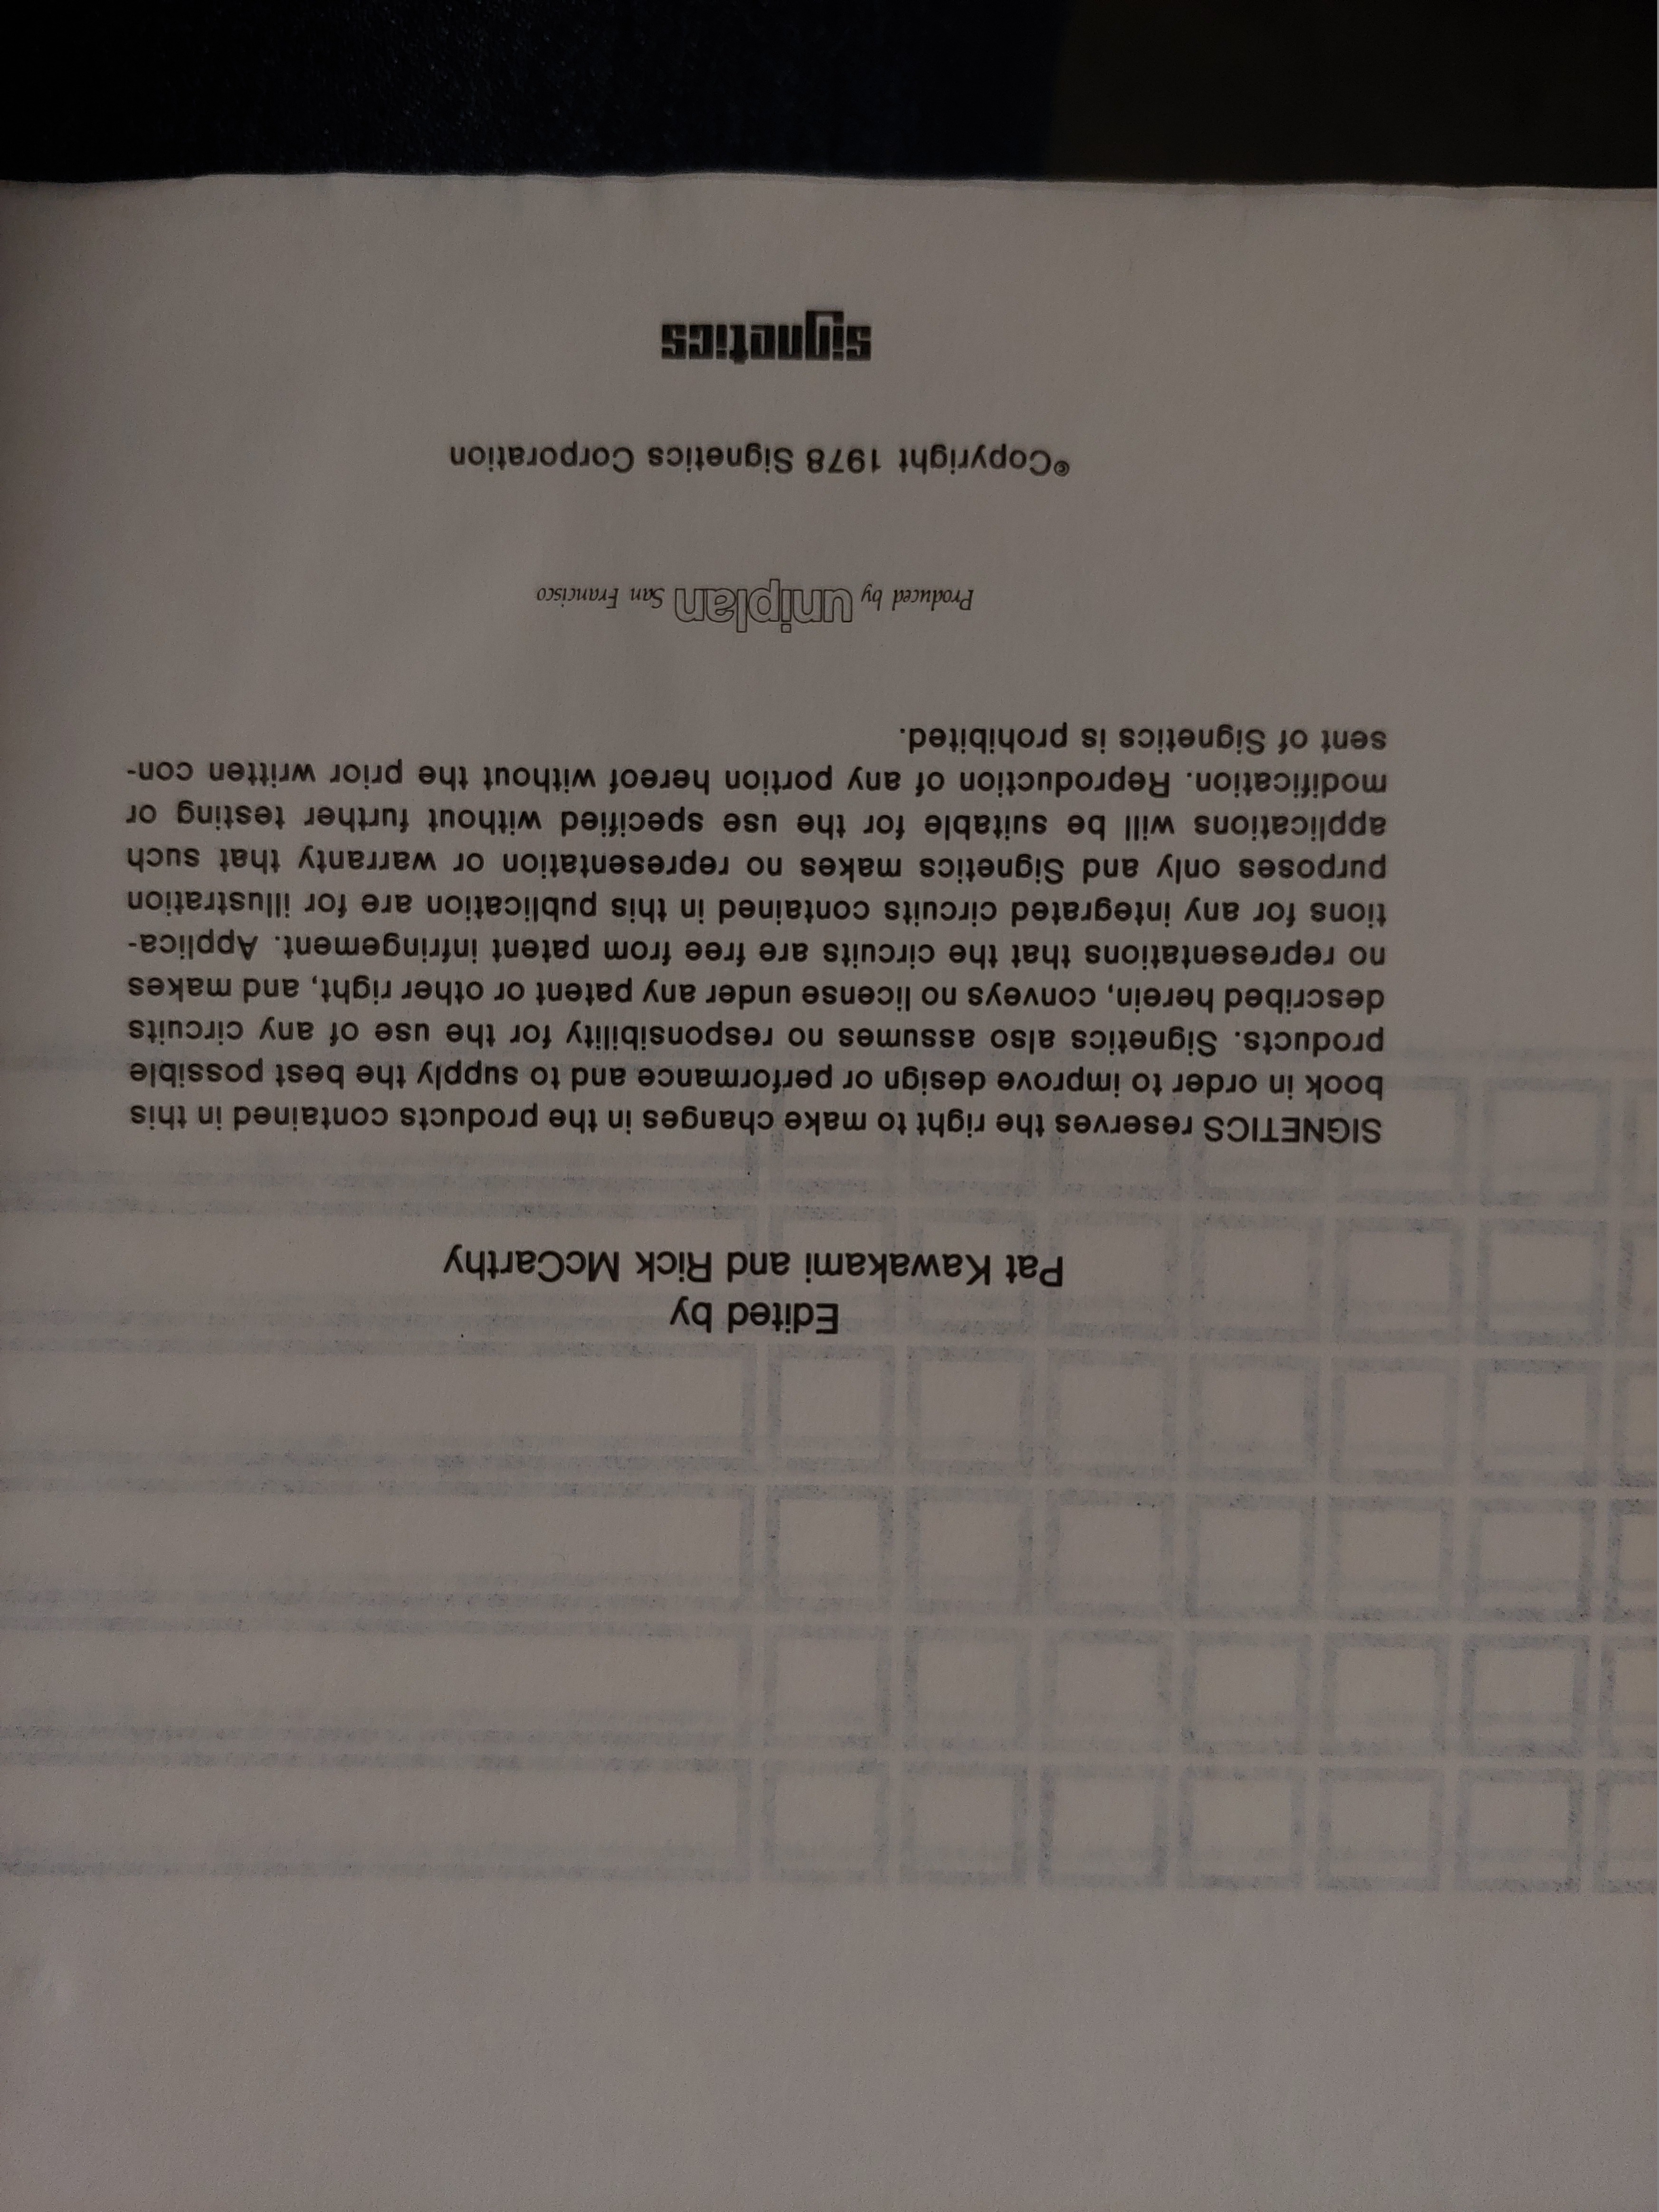 Edited by
Pat Kawakami and Rick McCarthy
SIGNETICS reserves the right to make changes in the products contained in this
book in order to improve design or performance and to supply the best possible
products. Signetics also assumes no responsibility for the use of any circuits
described herein, conveys no license under any patent or other right, and makes
no representations that the circuits are free from patent infringement. Applica-
tions for any integrated circuits contained in this publication are for illustration
purposes only and Signetics makes no representation or warranty that such
applications will be suitable for the use specified without further testing or
modification. Reproduction of any portion hereof without the prior written con-
sent of Signetics is prohibited.
Produced by uniplan San Francisco
©Copyright 1978 Signetics Corporation
signetics